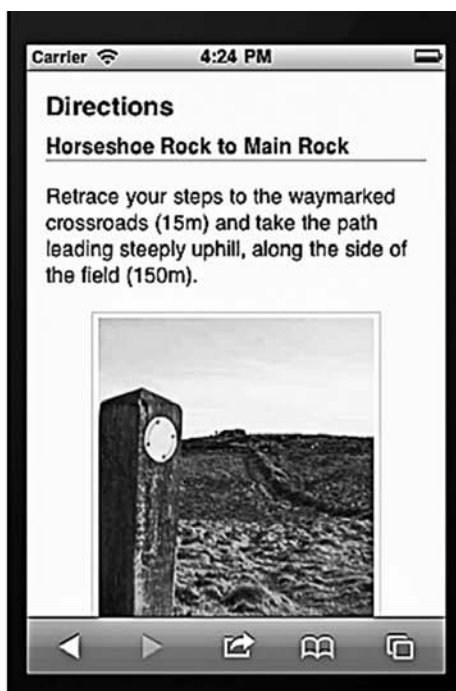 Carrier 4:24 PM
Directions
Horseshoe Rock to Main Rock
Retrace your steps to the waymarked
crossroads (15m) and take the path
leading steeply uphill, along the side of
the field (150m).